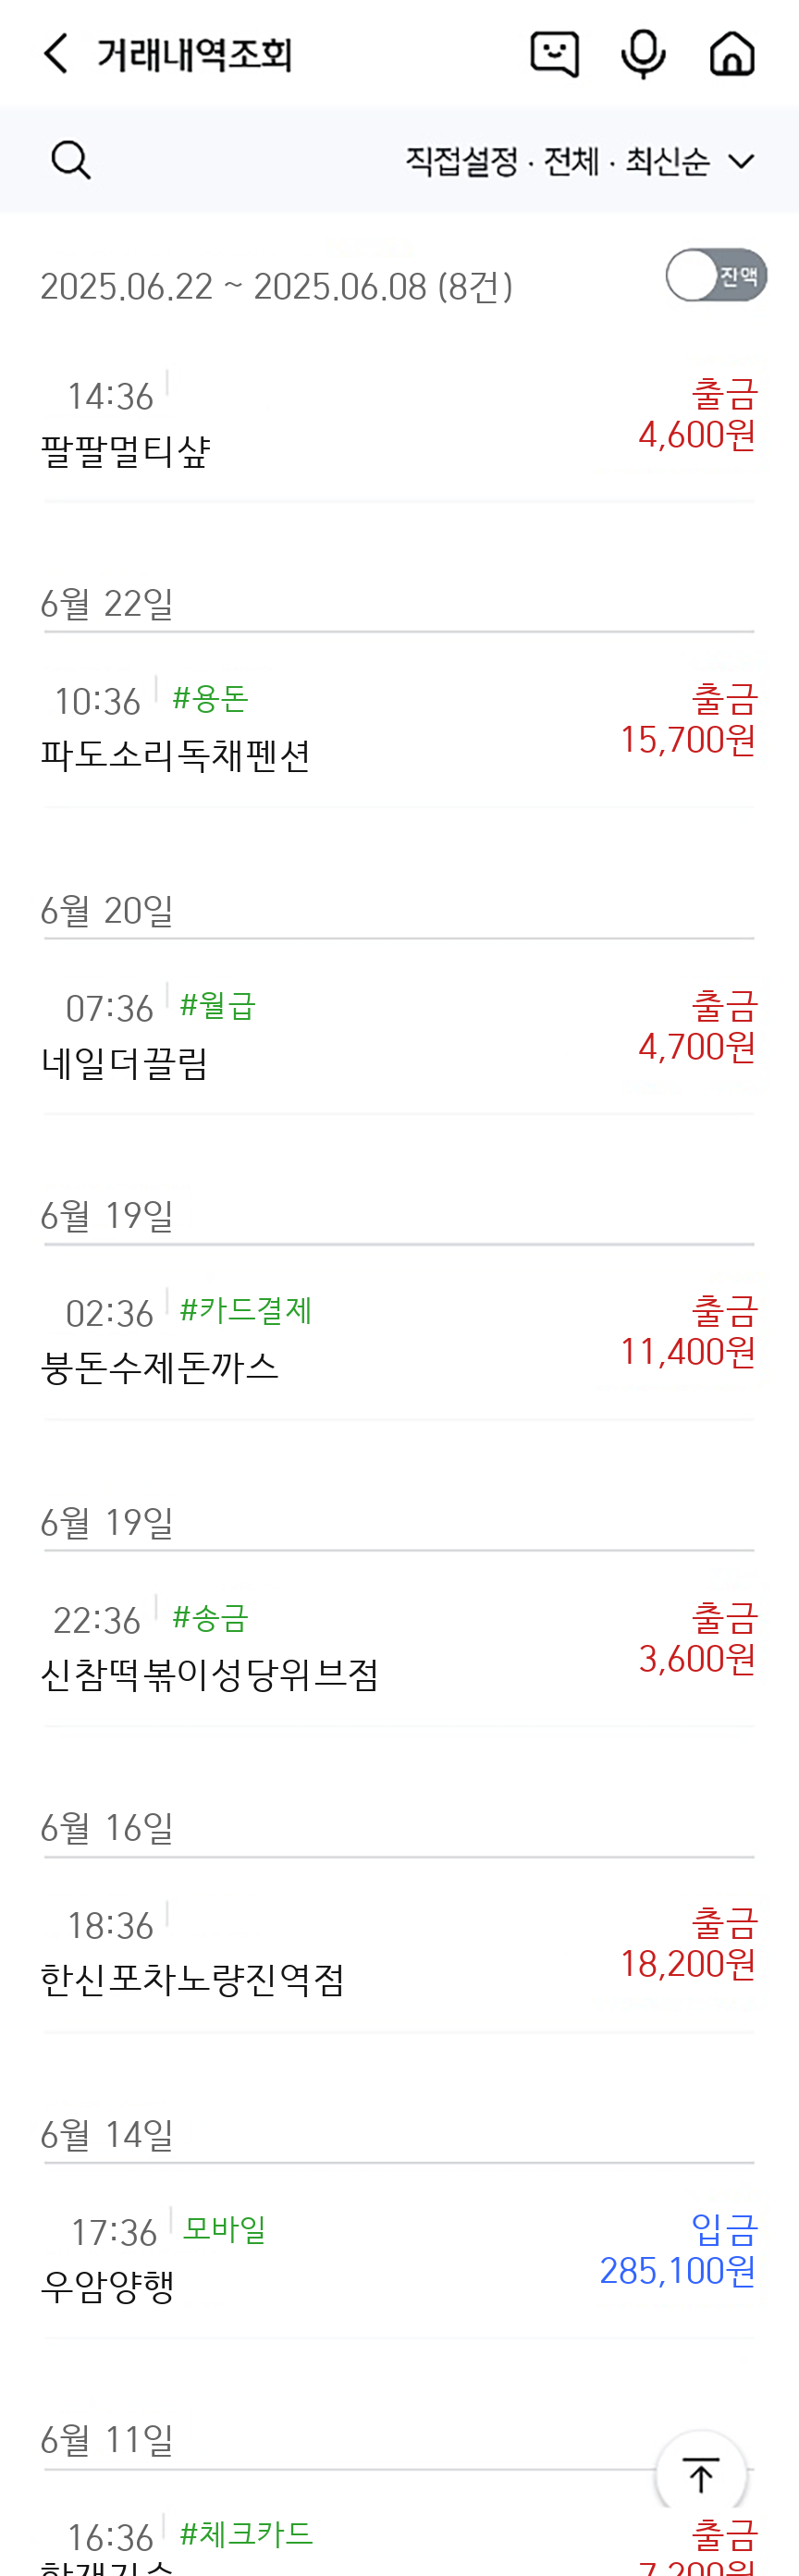 거래내역조회
직접설정 · 전체 · 최신순
2025.06.22 ~ 2025.06.08 (8건)
잔액
14:36
출금
팔팔멀티샾
4,600원
6월 22일
10:36 #용돈
출금
파도소리독채펜션
15,700원
6월 20일
07:36 #월급
출금
네일더끌림
4,700원
6월 19일
02:36 #카드결제
출금
붕돈수제돈까스
11,400원
6월 19일
22:36 #송금
출금
신참떡볶이성당위브점
3,600원
6월 16일
18:36
출금
한신포차노량진역점
18,200원
6월 14일
17:36 모바일
입금
우암양행
285,100원
6월 11일
16:36 #체크카드
출금
7,200원